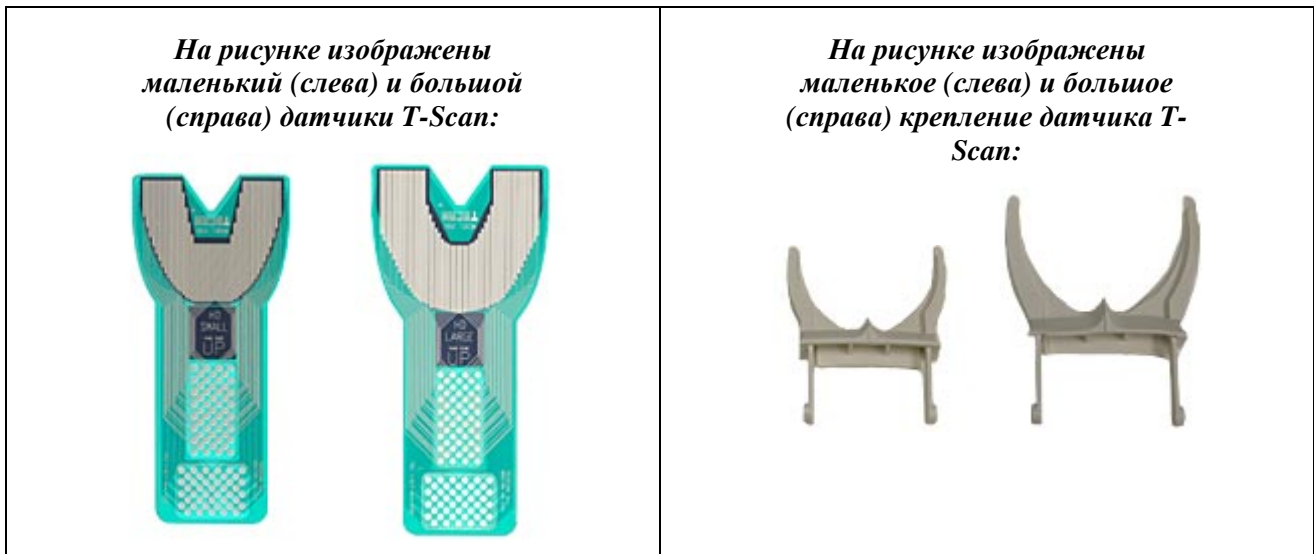 На рисунке изображены
маленький (слева) и большой
(справа) датчики T-Scan:
На рисунке изображены
маленькое (слева) и большое
(справа) крепление датчика T-
Scan:
HD
SMALL
UP
HD
LARGE
UP